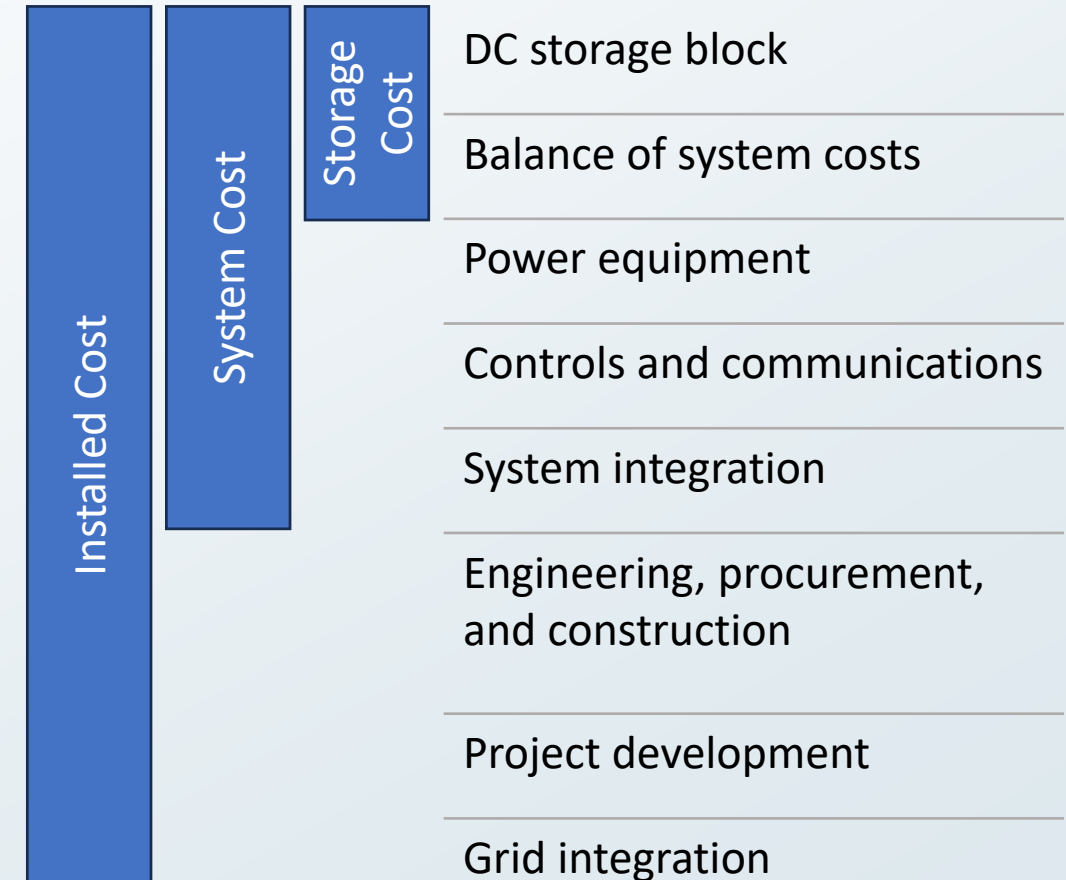 Installed Cost
System Cost
Storage
Cost
DC storage block
Balance of system costs
Power equipment
Controls and communications
System integration
Engineering, procurement,
and construction
Project development
Grid integration